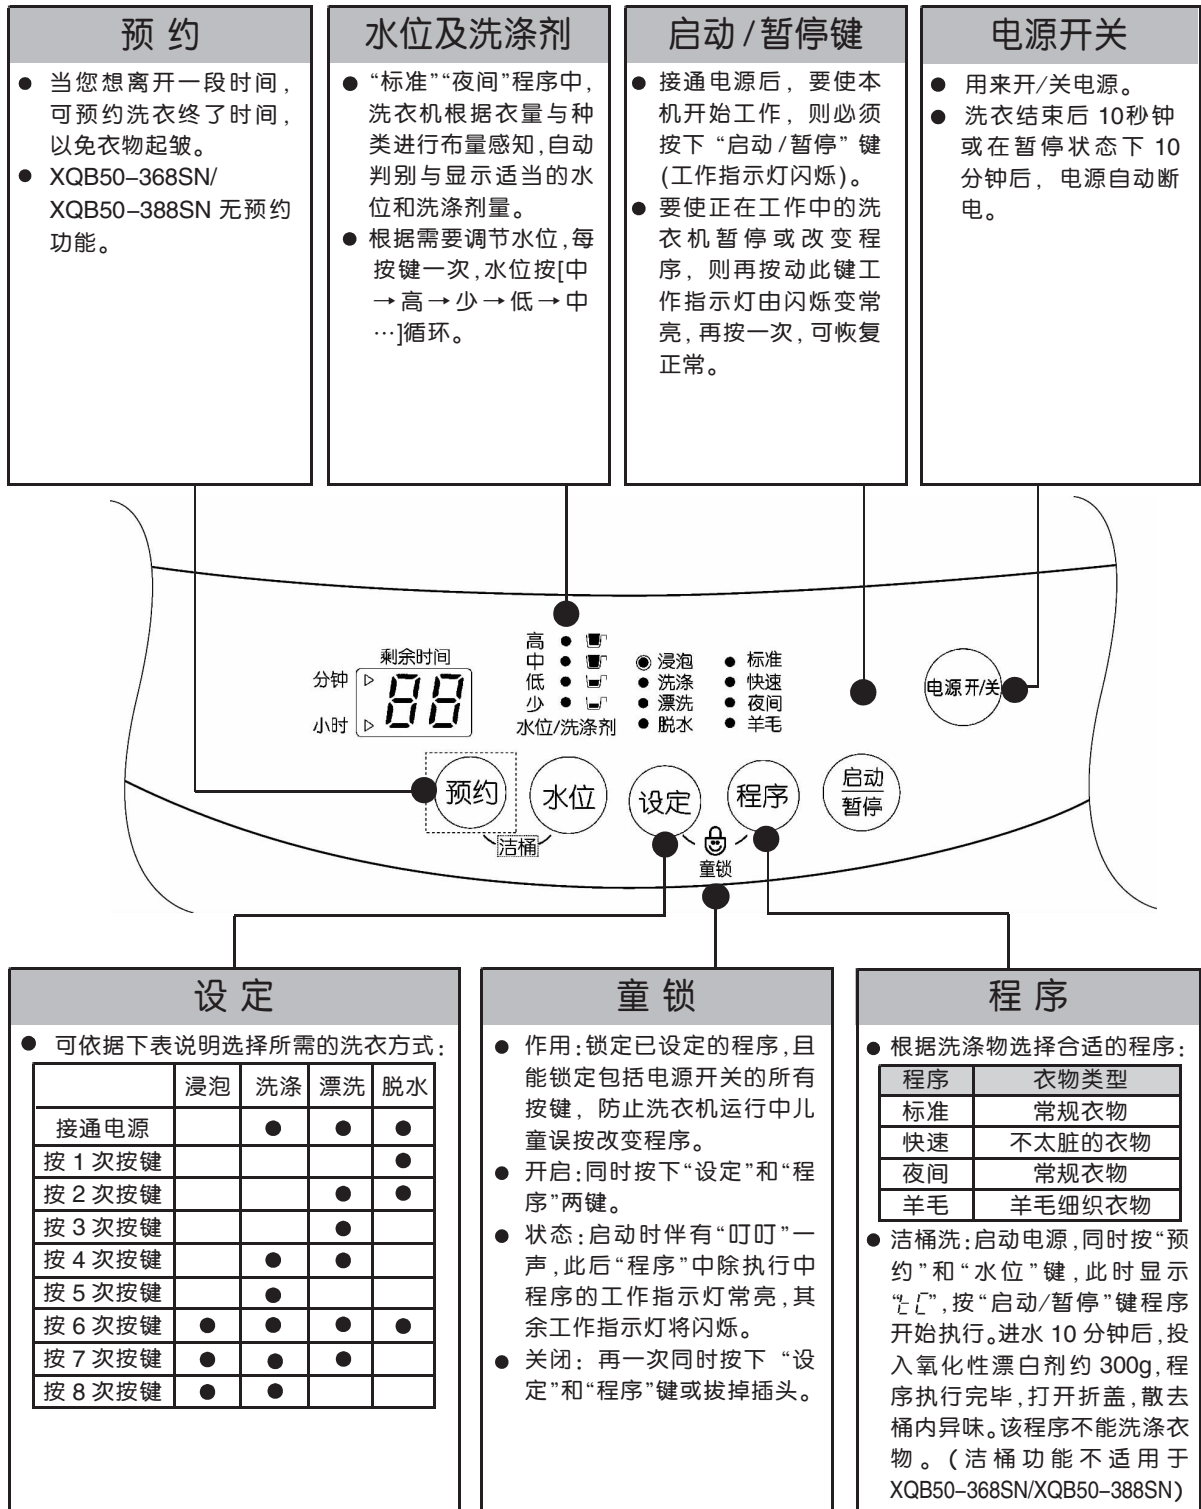 预 约
● 当您想离开一段时间,
可预约洗衣终了时间,
以免衣物起皱。
● XQB50-368SN/
XQB50-388SN 无预约
功能。
水位及洗涤剂
● “标准”“夜间”程序中,
洗衣机根据衣量与种
类进行布量感知,自动
判别与显示适当的水
位和洗涤剂量。
● 根据需要调节水位,每
按键一次,水位按[中
→高→少→低→中
…]循环。
启动/暂停键
● 接通电源后, 要使本
机开始工作, 则必须
按下 “启动/暂停” 键
(工作指示灯闪烁)。
● 要使正在工作中的洗
衣机暂停或改变程
序, 则再按动此键工
作指示灯由闪烁变常
亮,再按一次,可恢复
正常。
电源开关
● 用来开/关电源。
● 洗衣结束后 10秒钟
或在暂停状态下 10
分钟后, 电源自动断
电。
剩余时间
分钟 ▷ 88
小时 ▷
高 ●
中 ●
低 ●
少 ●
水位/洗涤剂
浸泡 ● 标准
● 洗涤 ● 快速
● 漂洗 ● 夜间
● 脱水 ● 羊毛
电源开/关
预约
水位
设定
程序
启动
暂停
洁桶
童锁
设 定
● 可依据下表说明选择所需的洗衣方式:
浸泡 洗涤 漂洗 脱水
接通电源 ● ● ●
按 1 次按键 ●
按 2 次按键 ● ●
按 3 次按键 ●
按 4 次按键 ● ●
按 5 次按键 ●
按 6 次按键 ● ● ● ●
按 7 次按键 ● ● ●
按 8 次按键 ● ●
童 锁
● 作用:锁定已设定的程序,且
能锁定包括电源开关的所有
按键, 防止洗衣机运行中儿
童误按改变程序。
● 开启:同时按下“设定”和“程
序”两键。
● 状态:启动时伴有“叮叮”一
声,此后“程序”中除执行中
程序的工作指示灯常亮,其
余工作指示灯将闪烁。
● 关闭: 再一次同时按下 “设
定”和“程序”键或拔掉插头。
程 序
● 根据洗涤物选择合适的程序:
程序 衣物类型
标准 常规衣物
快速 不太脏的衣物
夜间 常规衣物
羊毛 羊毛细织衣物
● 洁桶洗:启动电源,同时按“预
约”和“水位”键,此时显示
“tC”,按“启动/暂停”键程序
开始执行。进水 10 分钟后,投
入氧化性漂白剂约 300g,程
序执行完毕,打开折盖,散去
桶内异味。该程序不能洗涤衣
物。(洁桶功能不适用于
XQB50-368SN/XQB50-388SN)